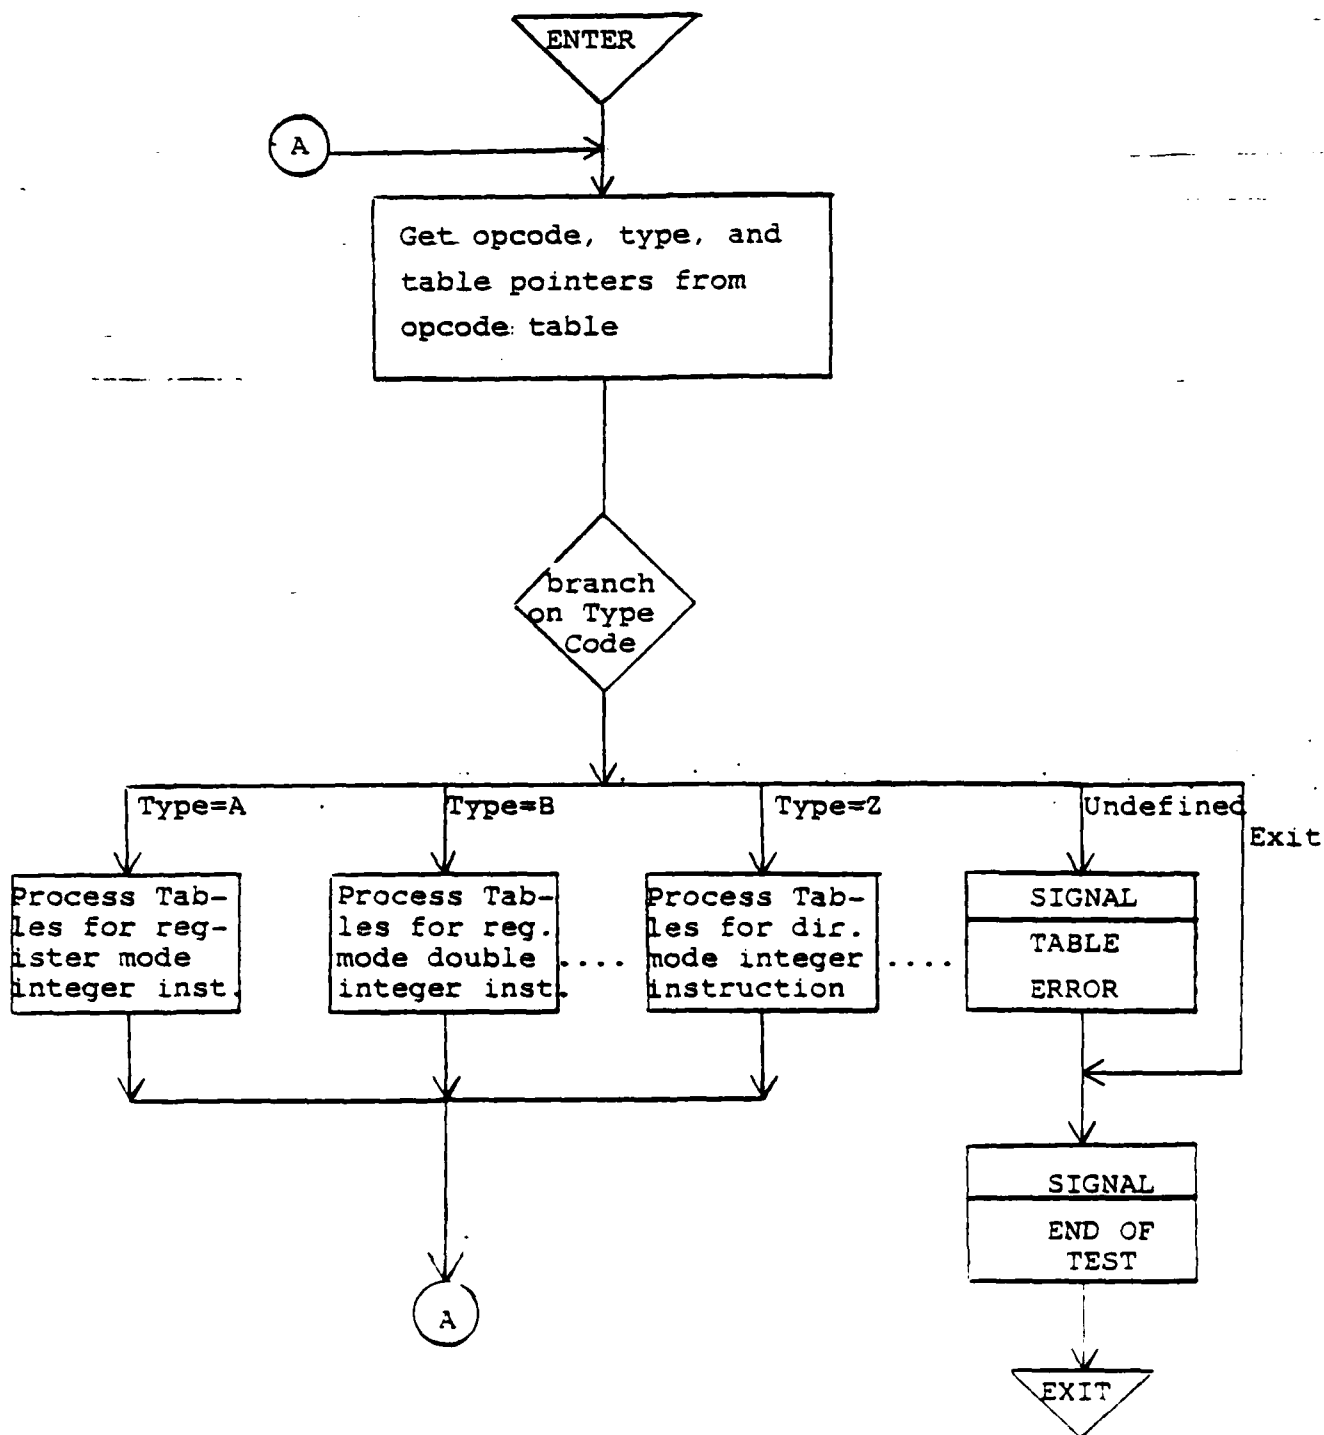 ENTER
A
Get opcode, type, and
table pointers from
opcode table
branch
on Type
Code
Type=A
Type=B
Type=Z
Undefined
Exit
Process Tab-
les for reg-
ister mode
integer inst.
Process Tab-
les for reg.
mode double
integer inst.
....
Process Tab-
les for dir.
mode integer
instruction
....
SIGNAL
TABLE
ERROR
SIGNAL
END OF
TEST
A
EXIT